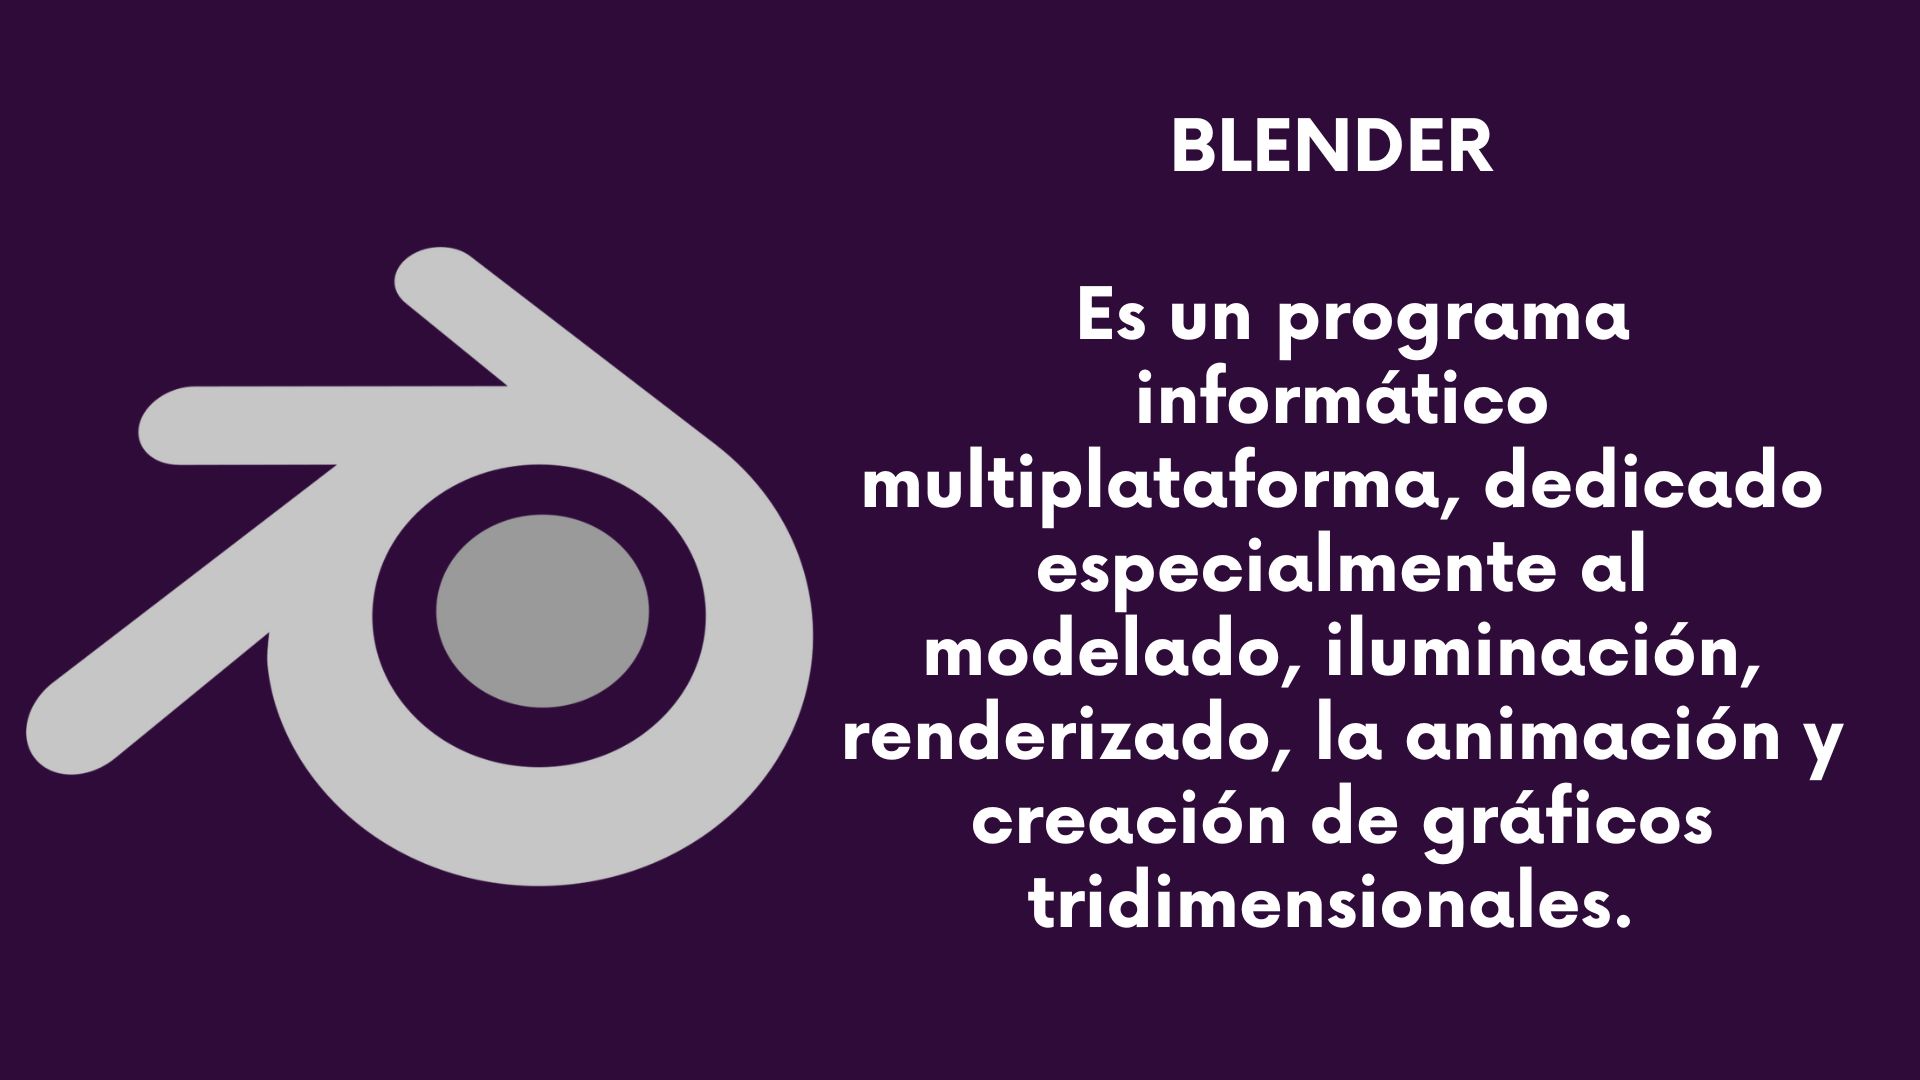 BLENDER
Es un programa
informático
multiplataforma, dedicado
especialmente al
modelado, iluminación,
renderizado, la animación y
creación de gráficos
tridimensionales.